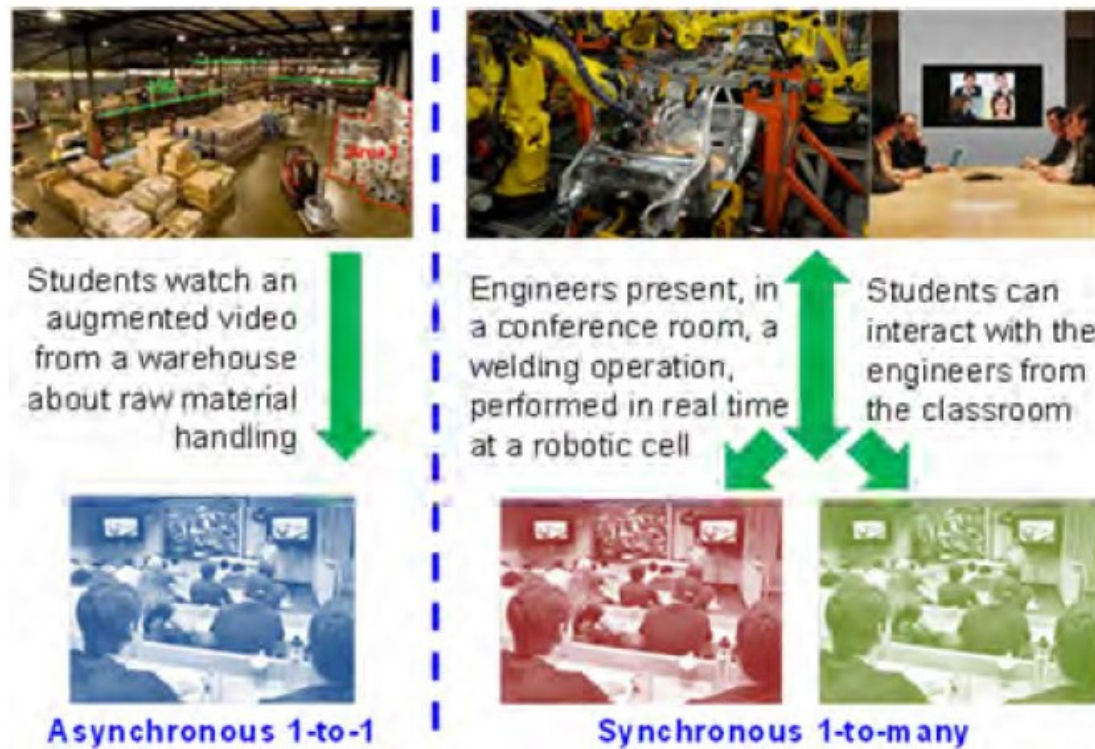 Area 1
Students watch an
augmented video
from a warehouse
about raw material
handling
Engineers present, in
a conference room, a
welding operation,
performed in real time
at a robotic cell
Students can
interact with the
engineers from
the classroom
Asynchronous 1-to-1
Synchronous 1-to-many